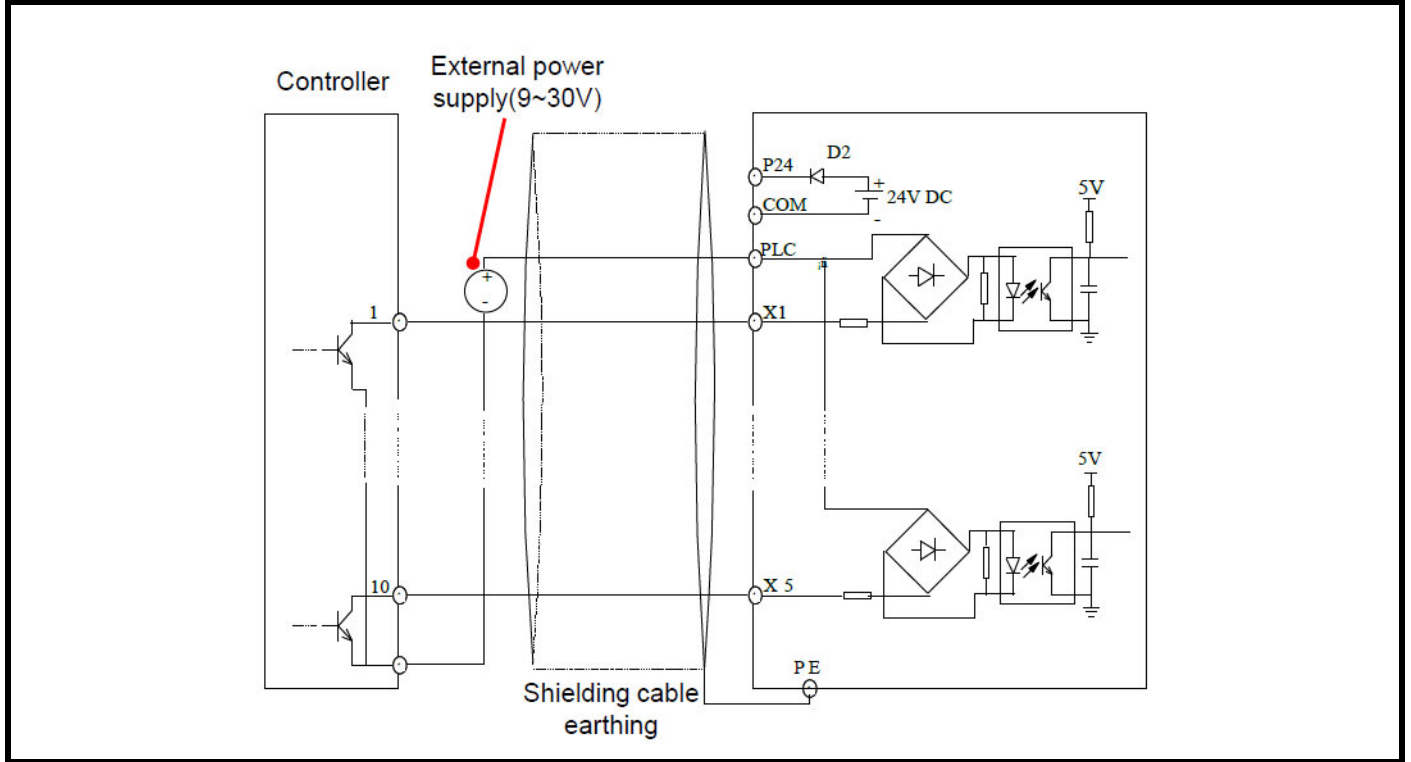 Controller
External power
supply(9~30V)
P24
D2
+
24V DC
-
COM
5V
PLC
+
-
1
X1
5V
10
X 5
PE
Shielding cable
earthing